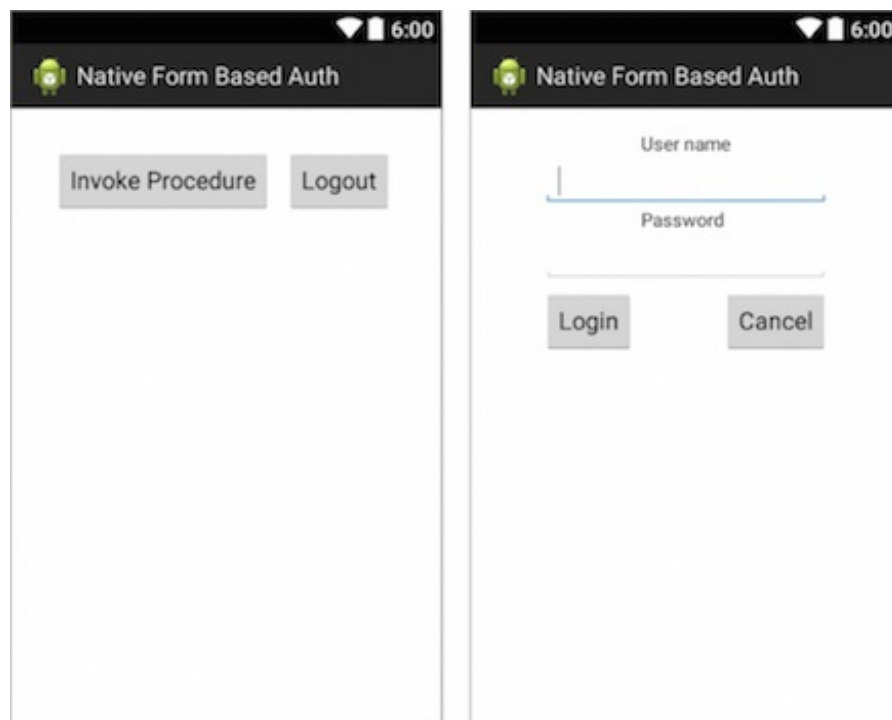 6:00
Native Form Based Auth
Invoke Procedure
Logout
6:00
Native Form Based Auth
User name
Password
Login
Cancel